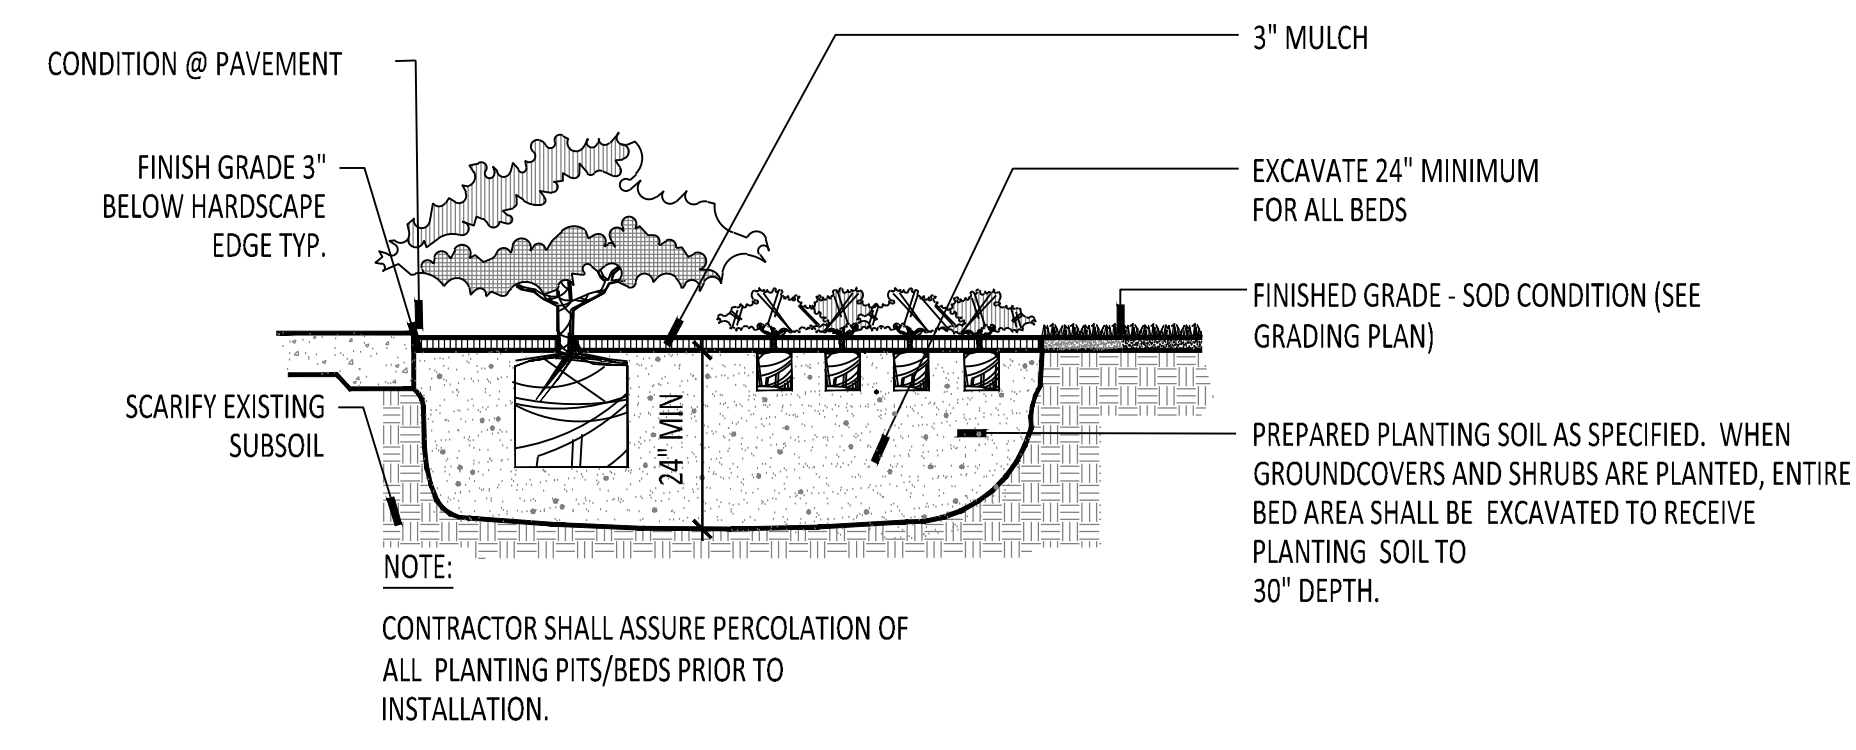 CONDITION @ PAVEMENT
FINISH GRADE 3"
BELOW HARDSCAPE
EDGE TYP.
SCARIFY EXISTING
SUBSOIL
24" MIN
3" MULCH
EXCAVATE 24" MINIMUM
FOR ALL BEDS
FINISHED GRADE - SOD CONDITION (SEE
GRADING PLAN)
PREPARED PLANTING SOIL AS SPECIFIED. WHEN
GROUNDCOVERS AND SHRUBS ARE PLANTED, ENTIRE
BED AREA SHALL BE EXCAVATED TO RECEIVE
PLANTING SOIL TO
30" DEPTH.
NOTE:
CONTRACTOR SHALL ASSURE PERCOLATION OF
ALL PLANTING PITS/BEDS PRIOR TO
INSTALLATION.